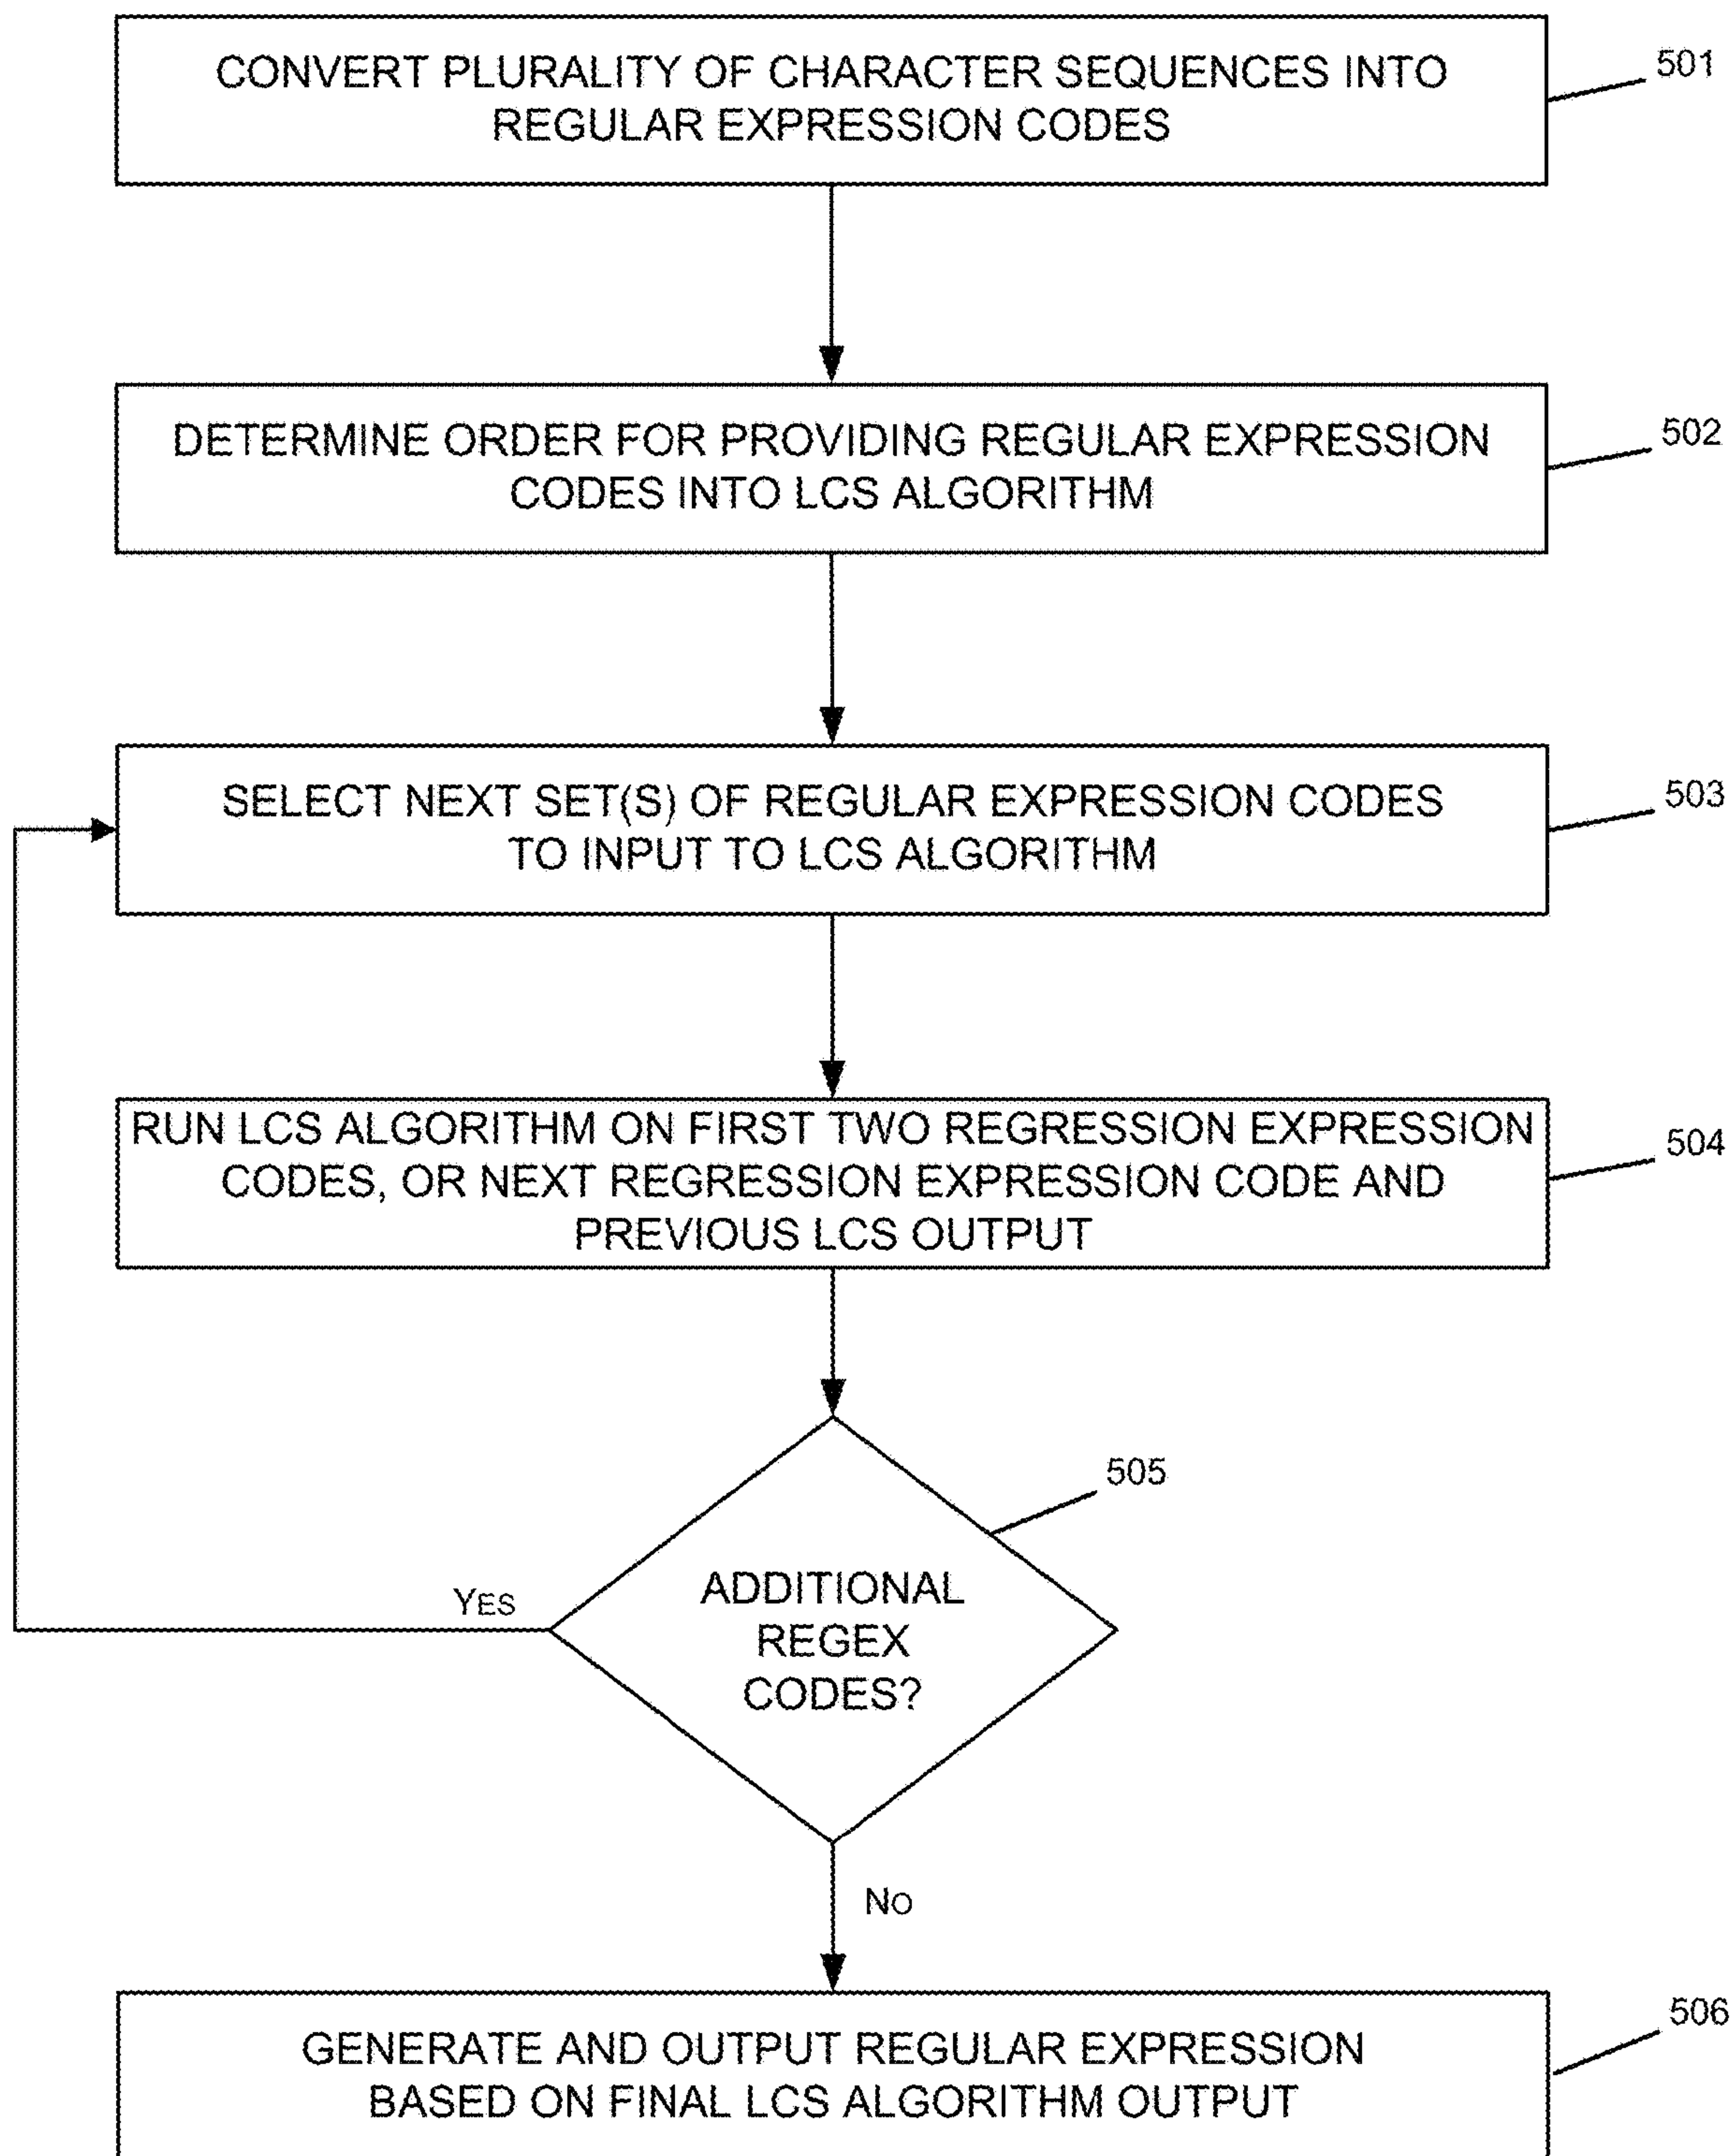 CONVERT PLURALITY OF CHARACTER SEQUENCES INTO
REGULAR EXPRESSION CODES
501
DETERMINE ORDER FOR PROVIDING REGULAR EXPRESSION
CODES INTO LCS ALGORITHM
502
SELECT NEXT SET(S) OF REGULAR EXPRESSION CODES
TO INPUT TO LCS ALGORITHM
503
RUN LCS ALGORITHM ON FIRST TWO REGRESSION EXPRESSION
CODES, OR NEXT REGRESSION EXPRESSION CODE AND
PREVIOUS LCS OUTPUT
504
505
ADDITIONAL
REGEX
CODES?
YES
NO
GENERATE AND OUTPUT REGULAR EXPRESSION
BASED ON FINAL LCS ALGORITHM OUTPUT
506